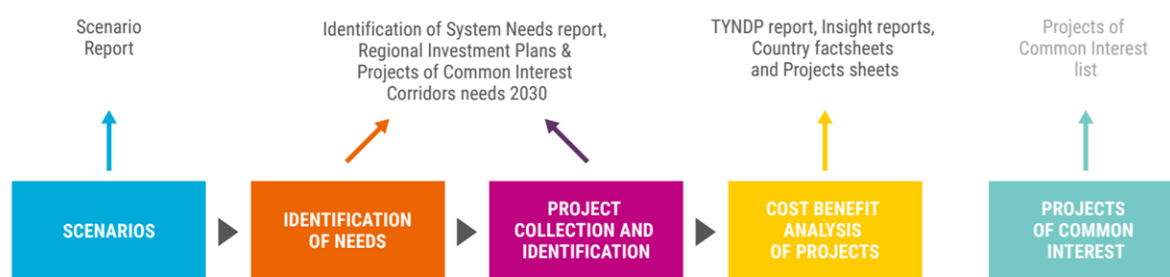 Scenario
Report
Identification of System Needs report,
Regional Investment Plans &
Projects of Common Interest
Corridors needs 2030
TYNDP report, Insight reports,
Country factsheets
and Projects sheets
Projects of
Common Interest
list
SCENARIOS
IDENTIFICATION
OF NEEDS
PROJECT
COLLECTION AND
IDENTIFICATION
COST BENEFIT
ANALYSIS
OF PROJECTS
PROJECTS
OF COMMON
INTEREST